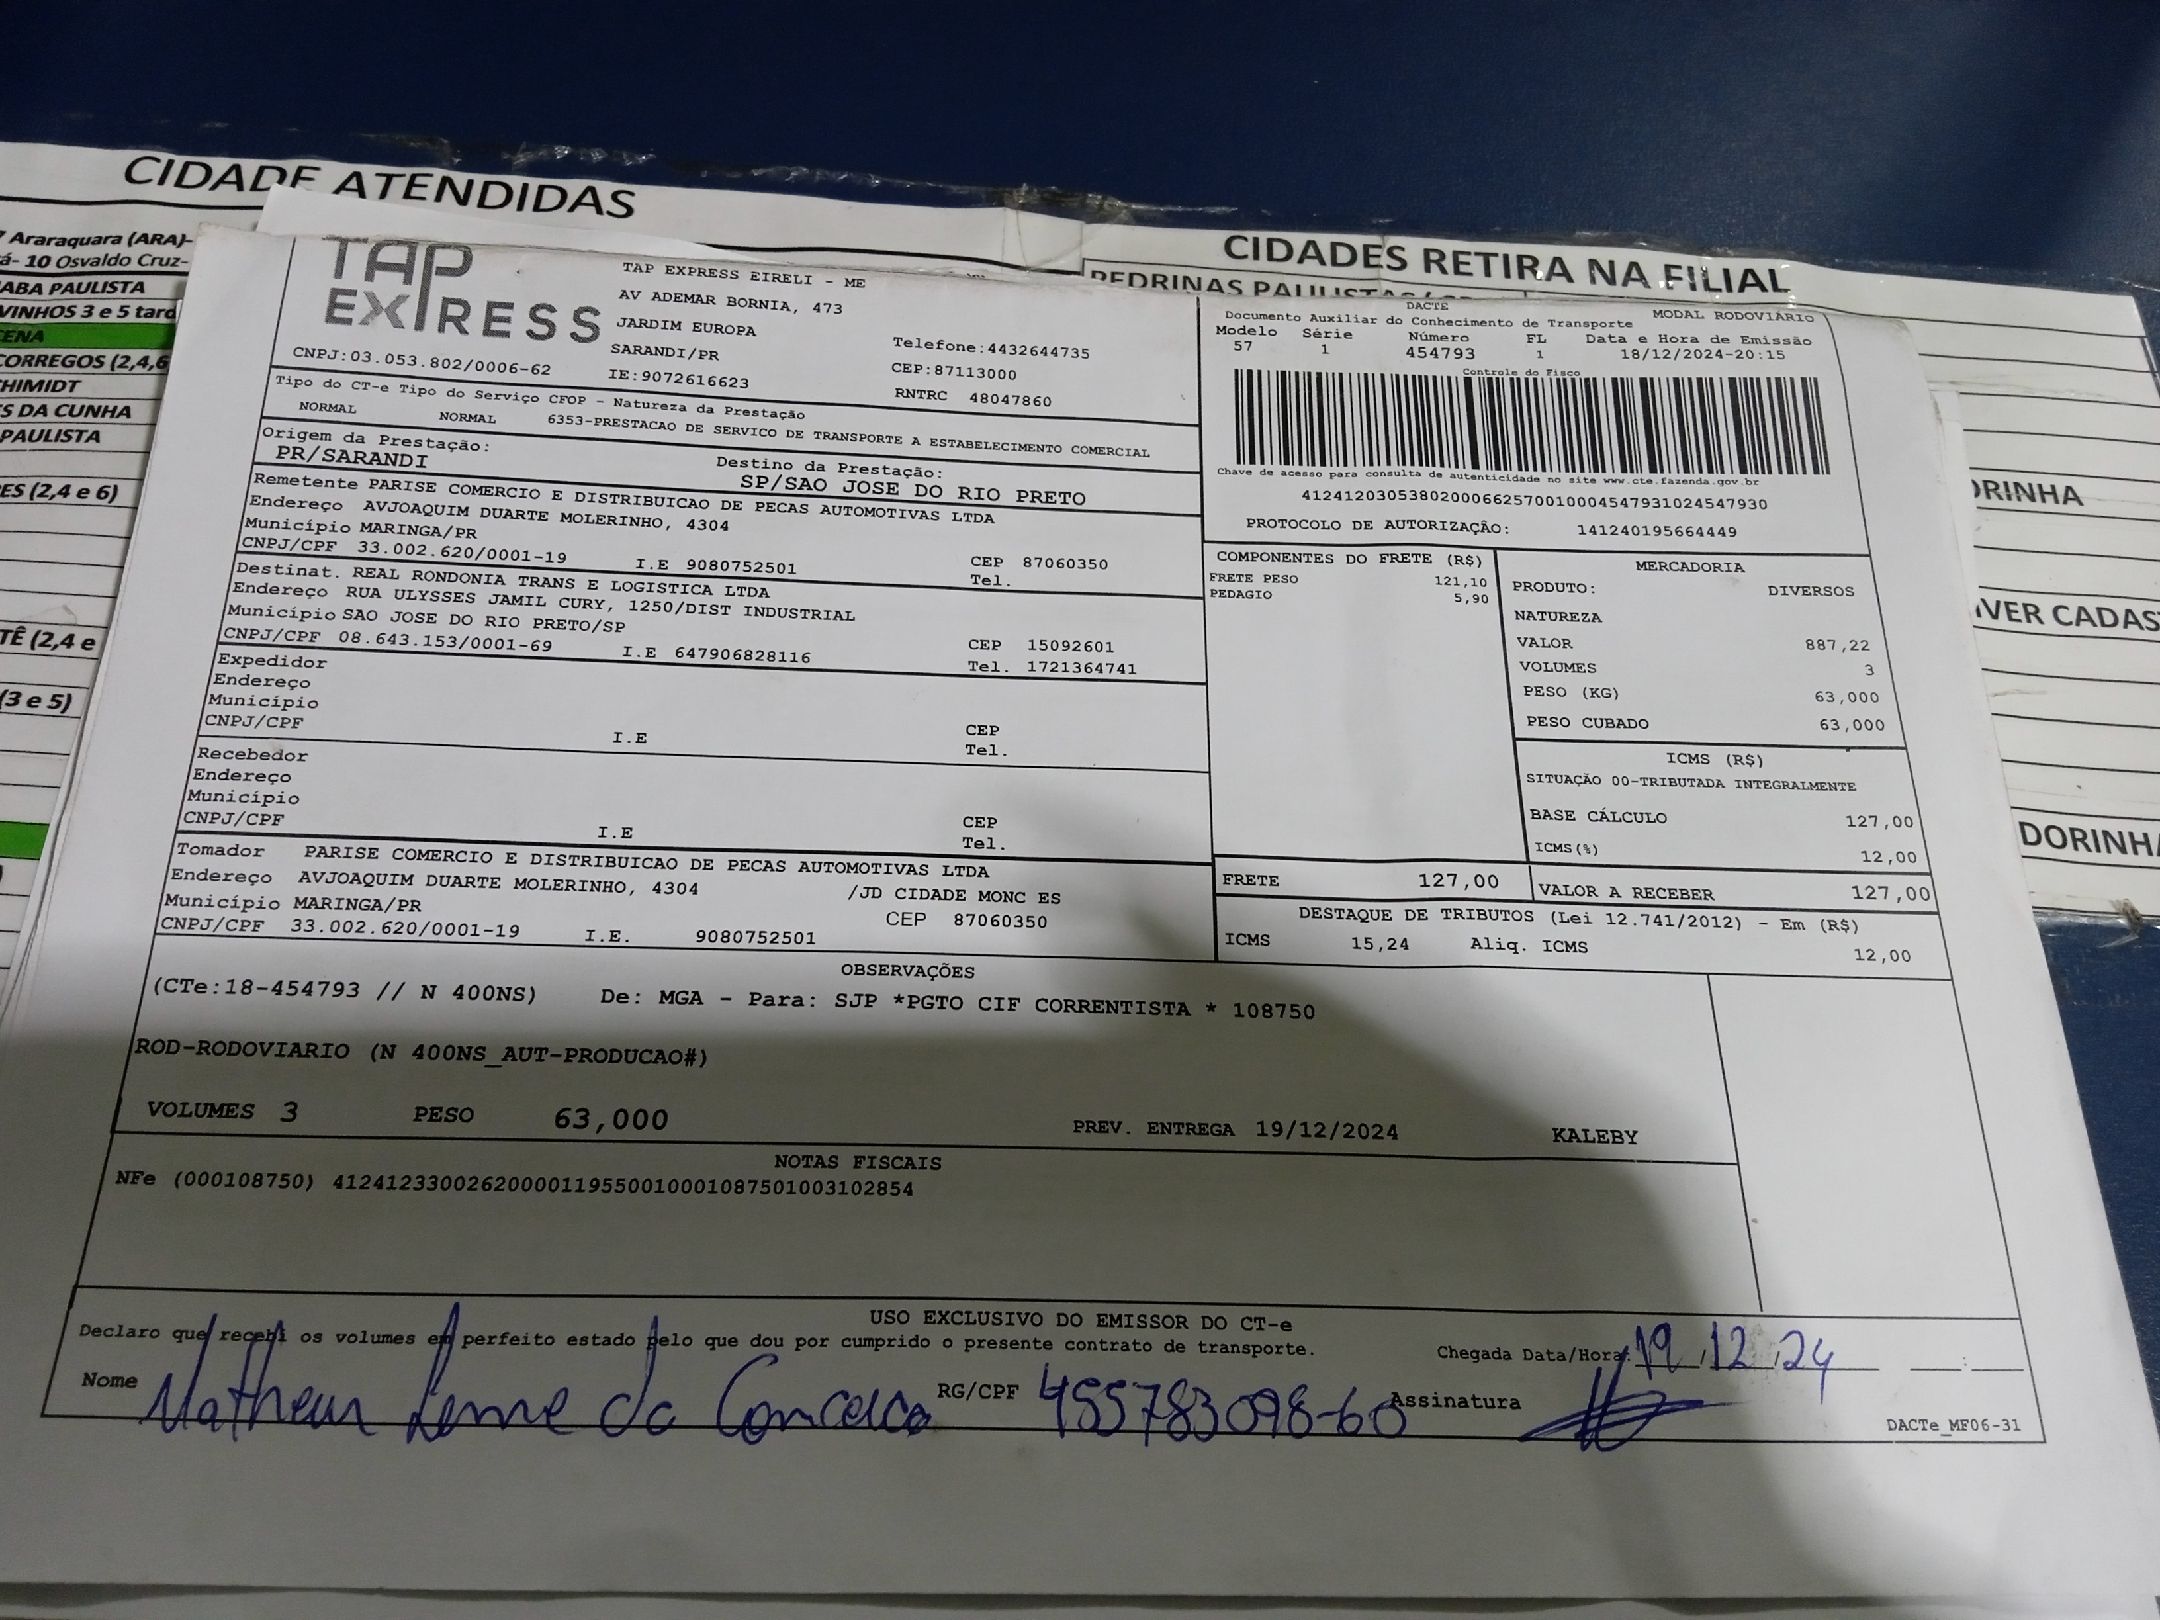 CIDADE ATENDIDAS
7 Araraquara (ARA)-
á- 10 Osvaldo Cruz-
ABA PAULISTA
VINHOS 3 e 5 tard
CENA
CORREGOS (2,4,6
HIMIDT
S DA CUNHA
PAULISTA
ES (2,4 e 6)
TÊ (2,4 e
(3 e 5)
CIDADES RETIRA NA FILIAL
PEDRINAS PAULISTA
ORINHA
IVER CADAS
DORINHA
TAP EXPRESS
CNPJ:03.053.802/0006-62
TAP EXPRESS EIRELI - ME
AV ADEMAR BORNIA, 473
JARDIM EUROPA
SARANDI/PR
IE:9072616623
Telefone:4432644735
CEP:87113000
RNTRC 48047860
DACTE
Documento Auxiliar do Conhecimento de Transporte MODAL RODOVIÁRIO
Modelo Série Número FL Data e Hora de Emissão
57 1 454793 1 18/12/2024-20:15
Controle do Fisco
Chave de acesso para consulta de autenticidade no site www.cte.fazenda.gov.br
41241203053802000662570010004547931024547930
PROTOCOLO DE AUTORIZAÇÃO: 141240195664449
Tipo do CT-e Tipo do Serviço CFOP - Natureza da Prestação
NORMAL NORMAL 6353-PRESTACAO DE SERVICO DE TRANSPORTE A ESTABELECIMENTO COMERCIAL
Origem da Prestação: Destino da Prestação:
PR/SARANDI SP/SAO JOSE DO RIO PRETO
Remetente PARISE COMERCIO E DISTRIBUICAO DE PECAS AUTOMOTIVAS LTDA
Endereço AVJOAQUIM DUARTE MOLERINHO, 4304
Município MARINGA/PR CEP 87060350
CNPJ/CPF 33.002.620/0001-19 I.E 9080752501 Tel.
Destinat. REAL RONDONIA TRANS E LOGISTICA LTDA
Endereço RUA ULYSSES JAMIL CURY, 1250/DIST INDUSTRIAL
Município SAO JOSE DO RIO PRETO/SP CEP 15092601
CNPJ/CPF 08.643.153/0001-69 I.E 647906828116 Tel. 1721364741
Expedidor
Endereço
Município CEP
CNPJ/CPF I.E Tel.
Recebedor
Endereço
Município CEP
CNPJ/CPF I.E Tel.
Tomador PARISE COMERCIO E DISTRIBUICAO DE PECAS AUTOMOTIVAS LTDA
Endereço AVJOAQUIM DUARTE MOLERINHO, 4304 /JD CIDADE MONC ES
Município MARINGA/PR CEP 87060350
CNPJ/CPF 33.002.620/0001-19 I.E. 9080752501
COMPONENTES DO FRETE (R$)
FRETE PESO 121,10
PEDAGIO 5,90
MERCADORIA
PRODUTO: DIVERSOS
NATUREZA
VALOR 887,22
VOLUMES 3
PESO (KG) 63,000
PESO CUBADO 63,000
ICMS (R$)
SITUAÇÃO 00-TRIBUTADA INTEGRALMENTE
BASE CÁLCULO 127,00
ICMS(%) 12,00
FRETE 127,00 VALOR A RECEBER 127,00
DESTAQUE DE TRIBUTOS (Lei 12.741/2012) - Em (R$)
ICMS 15,24 Aliq. ICMS 12,00
OBSERVAÇÕES
(CTe:18-454793 // N 400NS) De: MGA - Para: SJP *PGTO CIF CORRENTISTA * 108750
ROD-RODOVIARIO (N 400NS_AUT-PRODUCAO#)
VOLUMES 3 PESO 63,000 PREV. ENTREGA 19/12/2024 KALEBY
NOTAS FISCAIS
NFe (000108750) 41241233002620000119550010001087501003102854
USO EXCLUSIVO DO EMISSOR DO CT-e
Declaro que recebi os volumes em perfeito estado pelo que dou por cumprido o presente contrato de transporte. Chegada Data/Hora: 19/12/24 __:__
Nome Matheus Leme da Conceico RG/CPF 455783098-60 Assinatura
DACTe_MF06-31